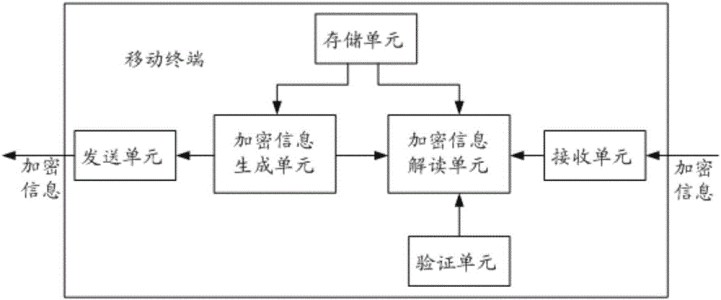 存储单元
移动终端
加密信息
生成单元
加密信息
解读单元
发送单元
接收单元
加密
信息
加密
信息
验证单元